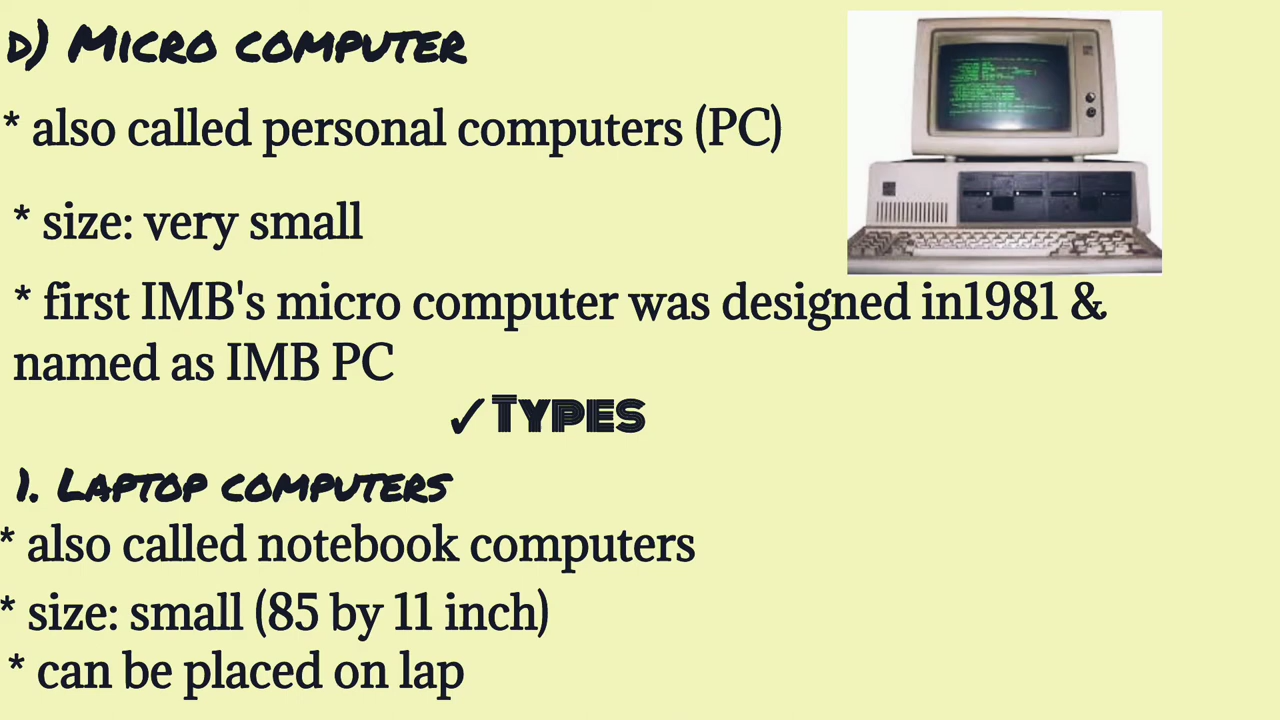 d) Micro computer
* also called personal computers (PC)
* size: very small
* first IMB's micro computer was designed in1981 &
named as IMB PC
✓Types
1. Laptop computers
* also called notebook computers
* size: small (85 by 11 inch)
* can be placed on lap